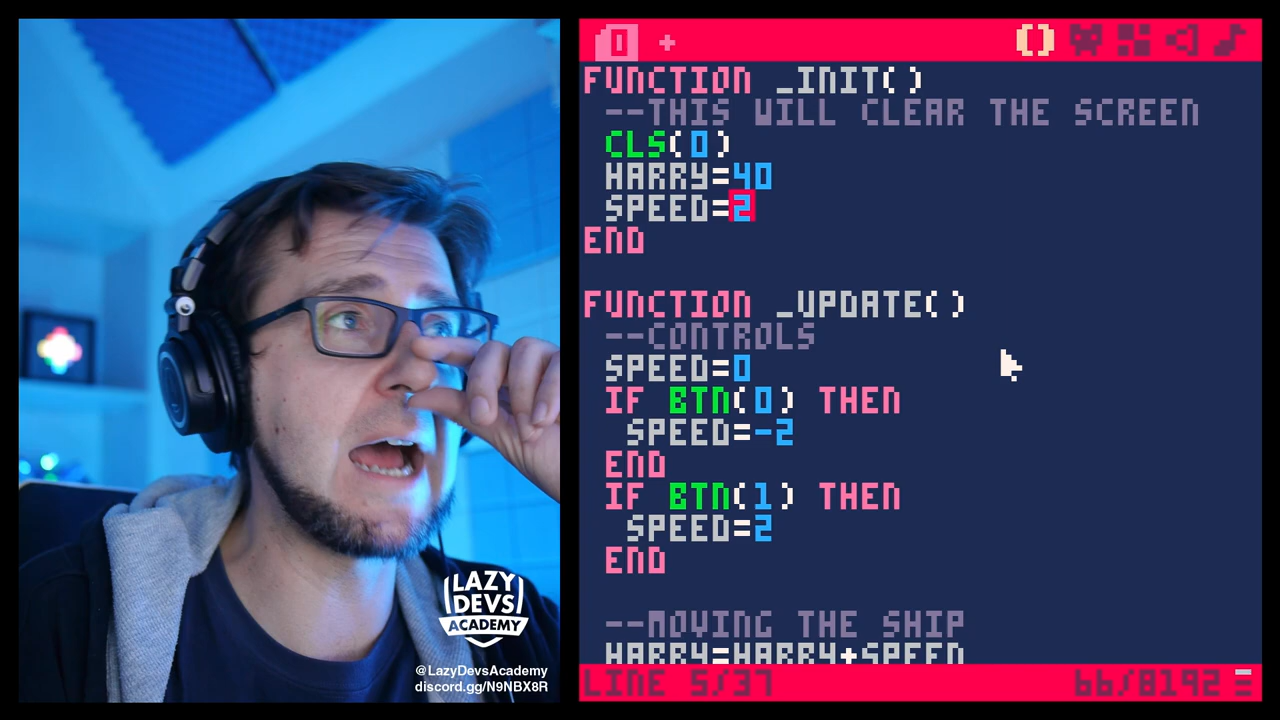 LAZY
DEVS
ACADEMY
@LazyDevsAcademy
discord.gg/N9NBX8R
0 +
FUNCTION _INIT()
--THIS WILL CLEAR THE SCREEN
CLS(0)
HARRY=40
SPEED=2
END
FUNCTION _UPDATE()
--CONTROLS
SPEED=0
IF BTN(0) THEN
SPEED=-2
END
IF BTN(1) THEN
SPEED=2
END
--MOVING THE SHIP
HARRY=HARRY+SPEED
LINE 5/37
66/8192